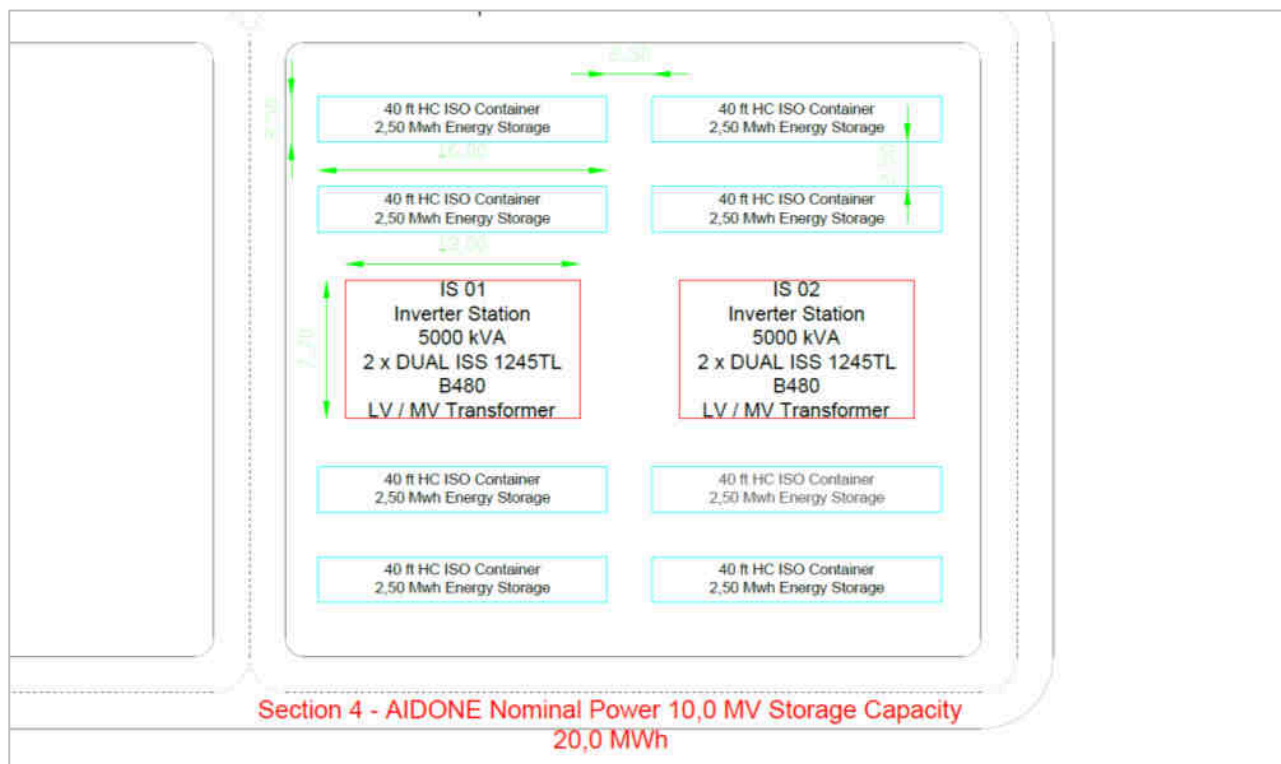 40 ft HC ISO Container
2,50 Mwh Energy Storage
40 ft HC ISO Container
2,50 Mwh Energy Storage
40 ft HC ISO Container
2,50 Mwh Energy Storage
40 ft HC ISO Container
2,50 Mwh Energy Storage
IS 01
Inverter Station
5000 kVA
2 x DUAL ISS 1245TL
B480
LV / MV Transformer
IS 02
Inverter Station
5000 kVA
2 x DUAL ISS 1245TL
B480
LV / MV Transformer
40 ft HC ISO Container
2,50 Mwh Energy Storage
40 ft HC ISO Container
2,50 Mwh Energy Storage
40 ft HC ISO Container
2,50 Mwh Energy Storage
40 ft HC ISO Container
2,50 Mwh Energy Storage
Section 4 - AIDONE Nominal Power 10,0 MV Storage Capacity
20,0 MWh